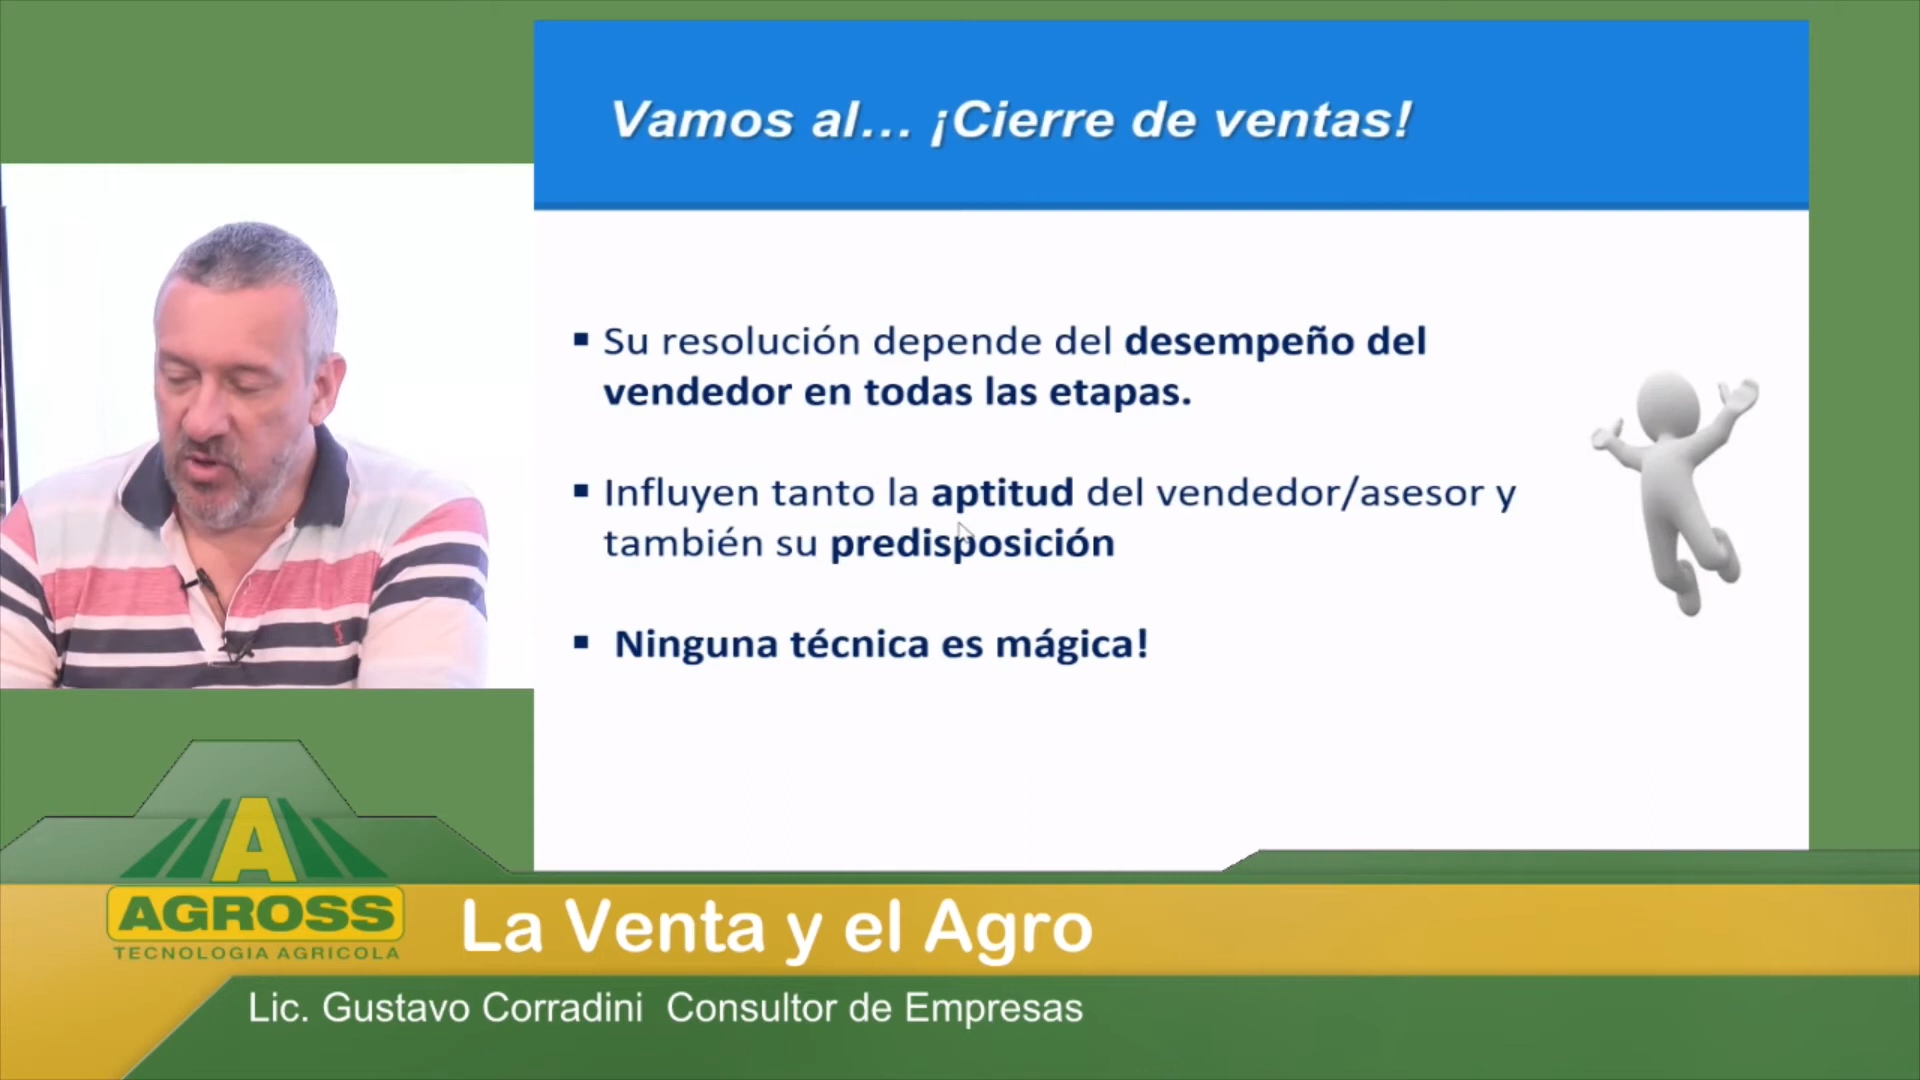 Vamos al... ¡Cierre de ventas!
▪ Su resolución depende del desempeño del
vendedor en todas las etapas.
▪ Influyen tanto la aptitud del vendedor/asesor y
también su predisposición
▪ Ninguna técnica es mágica!
A
AGROSS
TECNOLOGIA AGRICOLA
La Venta y el Agro
Lic. Gustavo Corradini Consultor de Empresas